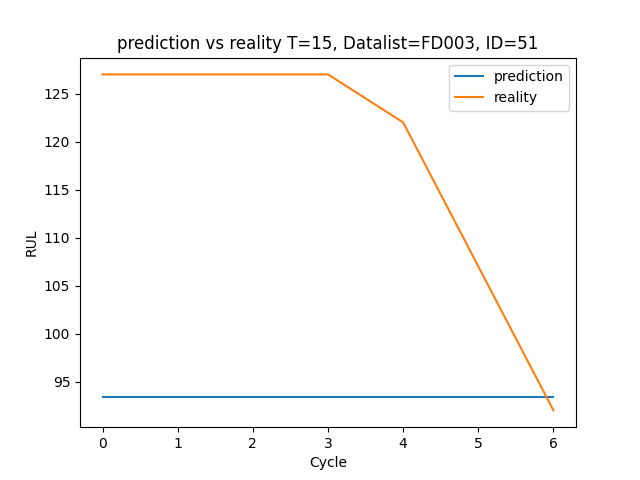 prediction vs reality T=15, Datalist=FD003, ID=51
prediction
reality
125
120
115
110
105
100
95
RUL
0 1 2 3 4 5 6
Cycle